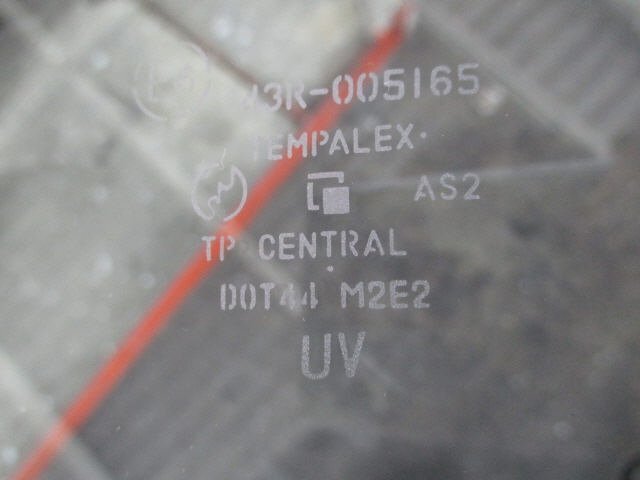 43R-005165
TEMPALEX
AS2
TP CENTRAL
DOT44 M2E2
UV